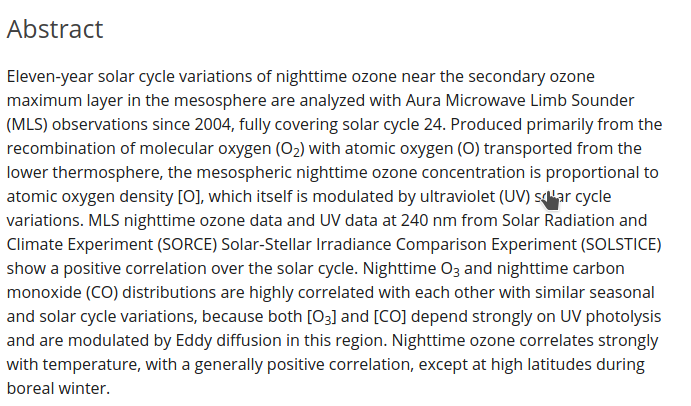 Abstract
Eleven-year solar cycle variations of nighttime ozone near the secondary ozone
maximum layer in the mesosphere are analyzed with Aura Microwave Limb Sounder
(MLS) observations since 2004, fully covering solar cycle 24. Produced primarily from the
recombination of molecular oxygen (O₂) with atomic oxygen (O) transported from the
lower thermosphere, the mesospheric nighttime ozone concentration is proportional to
atomic oxygen density [O], which itself is modulated by ultraviolet (UV) solar cycle
variations. MLS nighttime ozone data and UV data at 240 nm from Solar Radiation and
Climate Experiment (SORCE) Solar-Stellar Irradiance Comparison Experiment (SOLSTICE)
show a positive correlation over the solar cycle. Nighttime O₃ and nighttime carbon
monoxide (CO) distributions are highly correlated with each other with similar seasonal
and solar cycle variations, because both [O₃] and [CO] depend strongly on UV photolysis
and are modulated by Eddy diffusion in this region. Nighttime ozone correlates strongly
with temperature, with a generally positive correlation, except at high latitudes during
boreal winter.